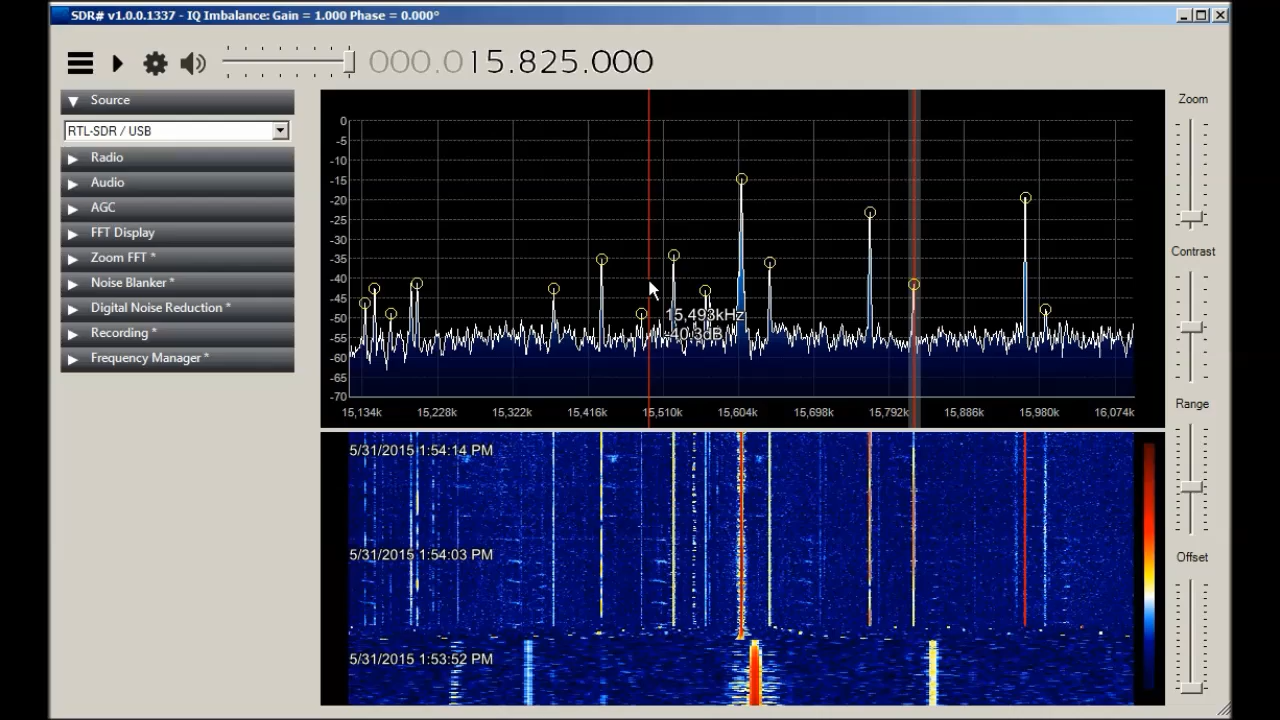 SDR# v1.0.0.1337 - IQ Imbalance: Gain = 1.000 Phase = 0.000°
000.015.825.000
Source
RTL-SDR / USB
Radio
Audio
AGC
FFT Display
Zoom FFT *
Noise Blanker *
Digital Noise Reduction *
Recording *
Frequency Manager *
0
-5
-10
-15
-20
-25
-30
-35
-40
-45
-50
-55
-60
-65
-70
15,493kHz
-40.3dB
15,134k 15,228k 15,322k 15,416k 15,510k 15,604k 15,698k 15,792k 15,886k 15,980k 16,074k
5/31/2015 1:54:14 PM
5/31/2015 1:54:03 PM
5/31/2015 1:53:52 PM
Zoom
Contrast
Range
Offset